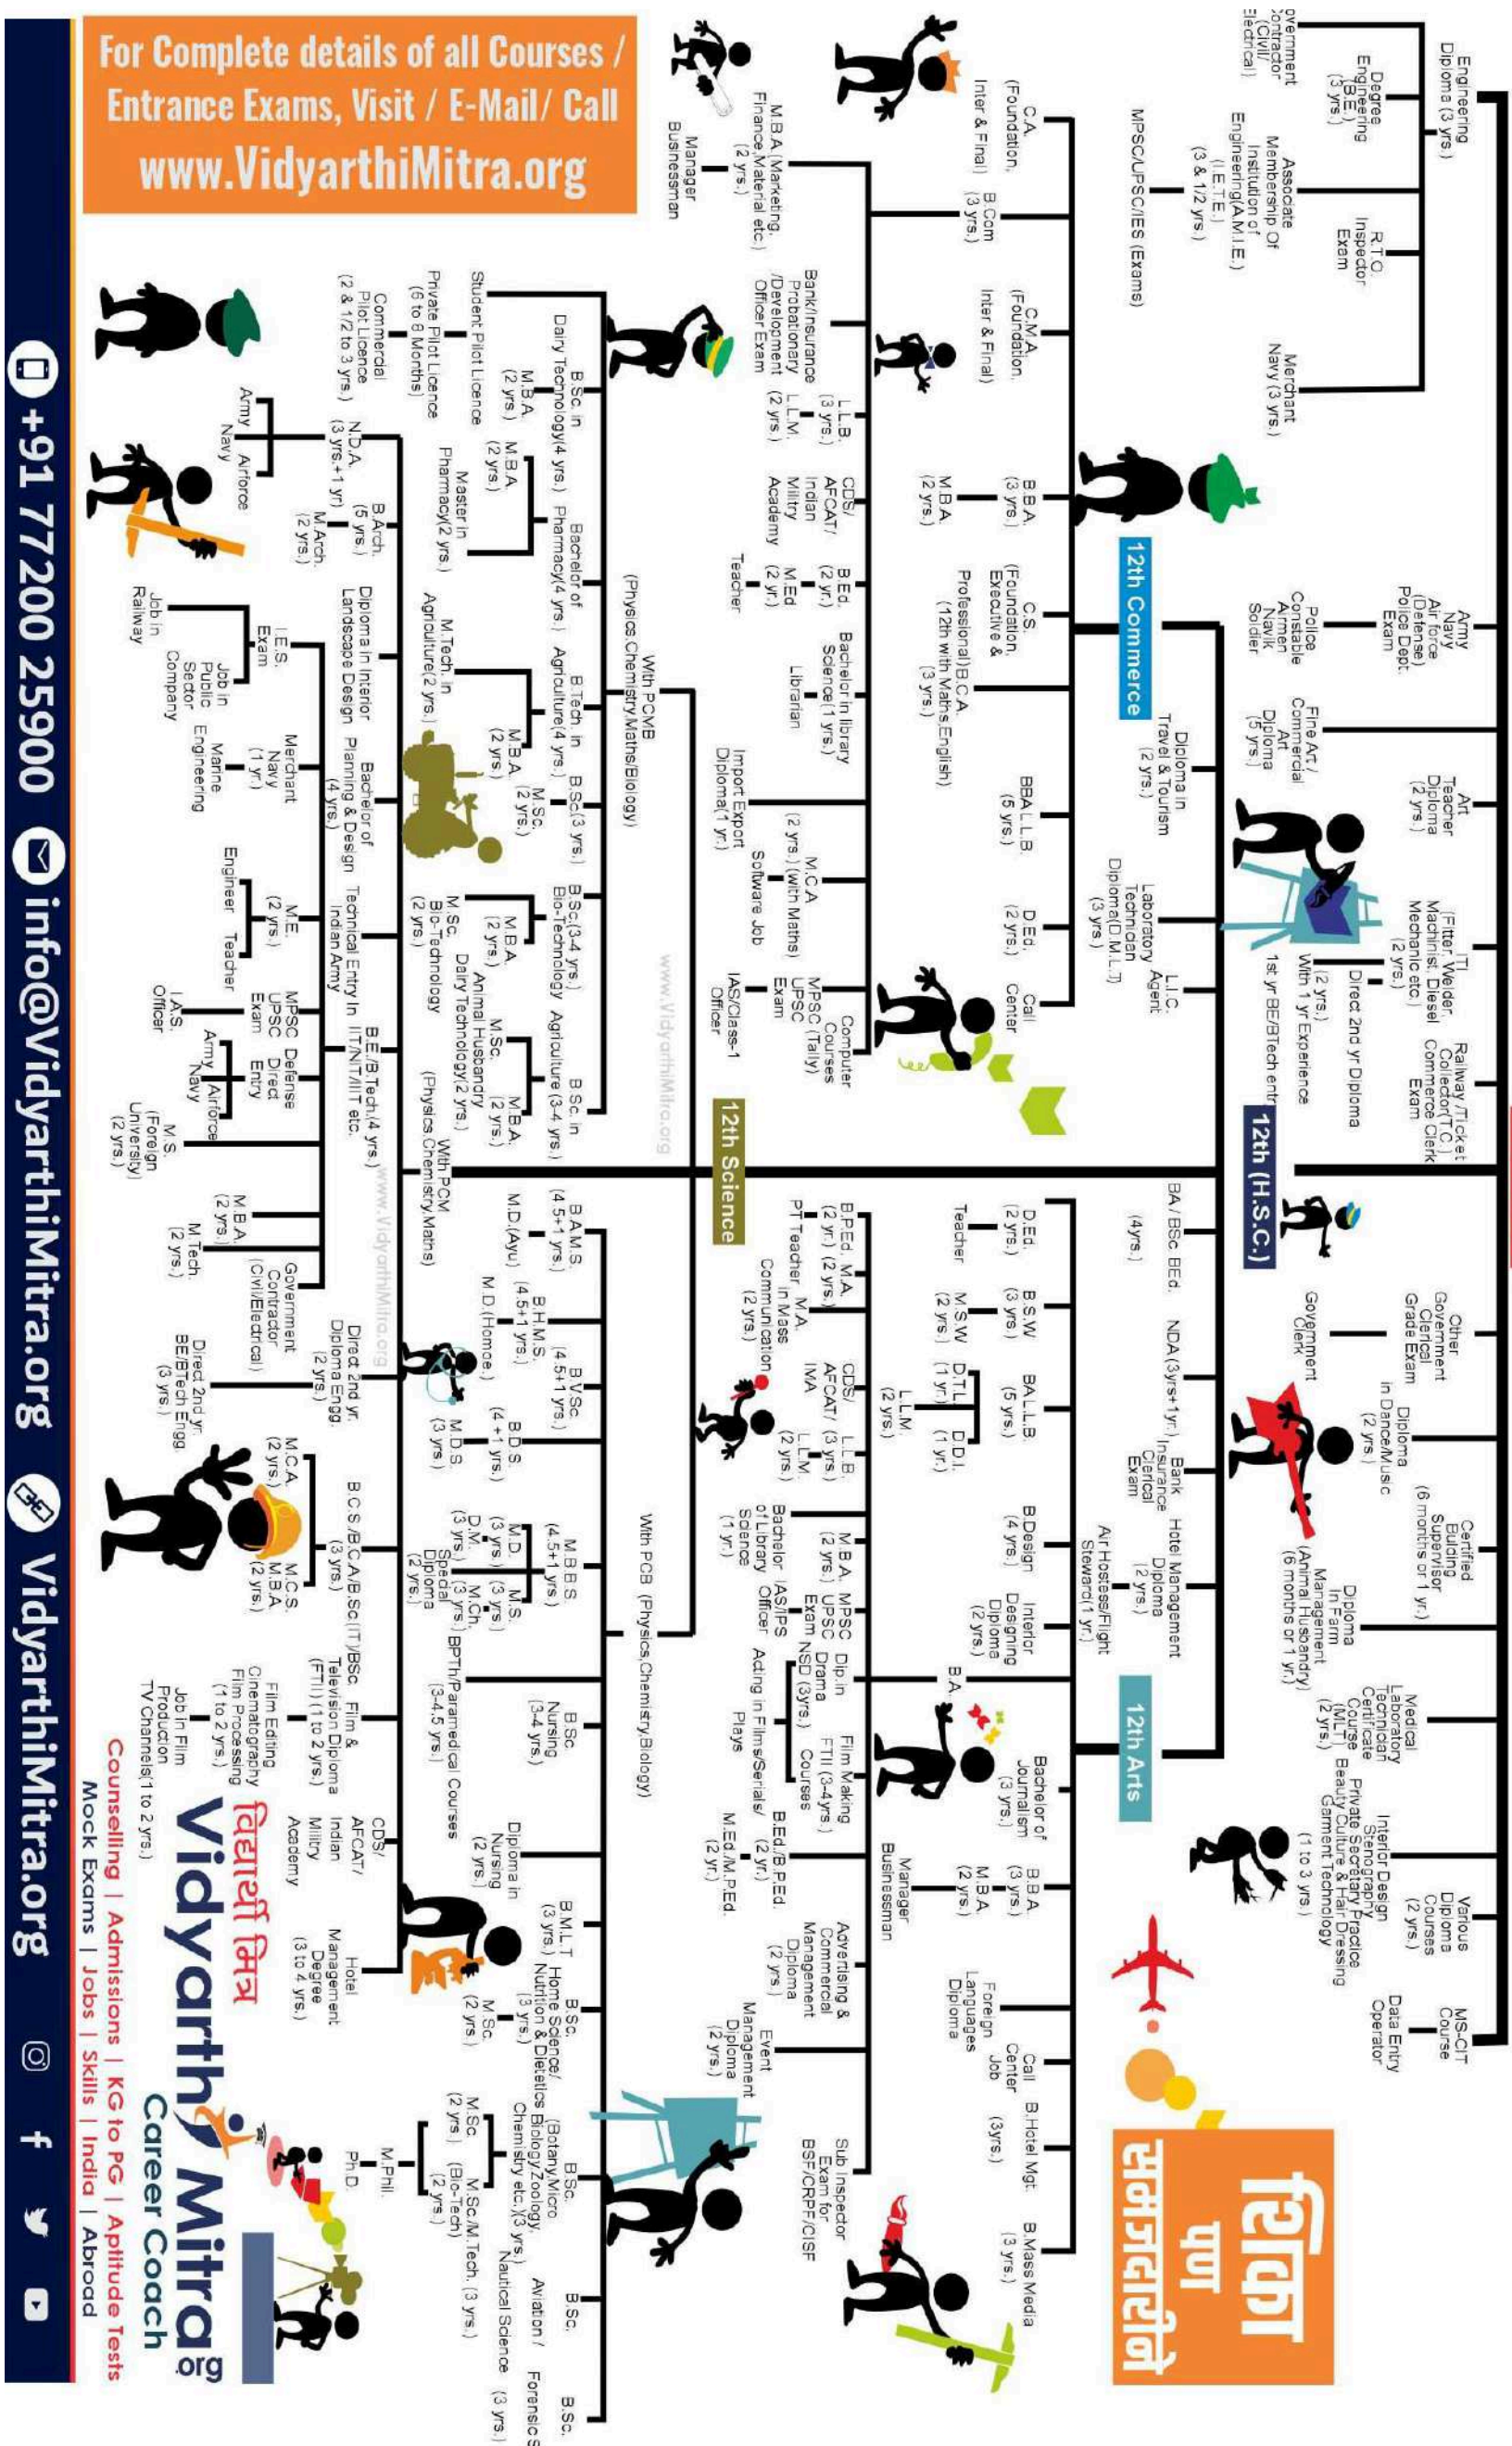 Engineering
Diploma (3 yrs.)
Degree
Engineering
(B.E.)
(3 yrs.)
Associate
Membership Of
Institution of
Engineering(A.M.I.E.)
(I.E.T.E.)
(3 & 1/2 yrs.)
MPSC/UPSC/IES (Exams)
R.T.O.
Inspector
Exam
Merchant
Navy (3 yrs.)
(Civil/
Electrical)
Army
Navy
Air force
(Defense)
Police Dept.
Exam
Police
Constable
Armen
Navik
Soldier
Fine Art /
Commercial
Art
Diploma
(5 yrs.)
Art
Teacher
Diploma
(2 yrs.)
ITI
(Fitter, Welder,
Machinist, Diesel
Mechanic etc.)
(2 yrs.)
Direct 2nd yr Diploma
(2 yrs.)
With 1 yr Experience
1st yr BE/BTech entr
Railway /Ticket
Collector(T.C.)
Commerce Clerk
Exam
12th (H.S.C.)
Other
Government
Clerical
Grade Exam
Government
Clerk
Diploma
in Dance/Music
(2 yrs.)
Certified
Bulding
Supervisor
(6 months or 1 yr.)
Diploma
In Farm
Management
(Animal Husbandry)
(6 months or 1 yr.)
Medical
Laboratory
Technician
Certificate
Course
(MLT)
(2 yrs.)
Various
Diploma
Courses
(2 yrs.)
Interior Design
Stenography
Private Secretary Practice
Beauty Culture & Hair Dressing
Garment Technology
(1 to 3 yrs.)
MS-CIT
Course
Data Entry
Operator
शिका
पण
समजदारीने
Diploma in
Travel & Tourism
(2 yrs.)
Laboratory
Technician
Diploma(D.M.L.T)
(3 yrs.)
L.I.C.
Agent
BA / BSc. BEd.
(4yrs.)
NDA (3yrs+1yr.)
Bank
Insurance
Clerical
Exam
Hotel Management
Diploma
(2 yrs.)
Air Hostess/Flight
Steward(1 yr.)
12th Commerce
C.A.
(Foundation,
Inter & Final)
B.Com
(3 yrs.)
C.M.A.
(Foundation,
Inter & Final)
B.B.A.
(3 yrs.)
M.B.A.
(2 yrs.)
C.S.
(Foundation,
Executive &
Professional)
B.C.A.
(12th with Maths,English)
(3 yrs.)
BBA L.L.B.
(5 yrs.)
D.Ed.
(2 yrs.)
Call
Center
M.B.A.(Marketing,
Finance,Material etc.)
(2 yrs.)
Manager
Businessman
Bank/Insurance
Probationary
/Development
Officer Exam
L.L.B.
(3 yrs.)
L.L.M.
(2 yrs.)
CDS/
AFCAT/
Indian
Militry
Academy
B.Ed.
(2 yr.)
M.Ed
(2 yr.)
Teacher
Bachelor in library
Science(1 yrs.)
Librarian
Import Export
Diploma(1 yr.)
M.C.A
(2 yrs.)(with Maths)
Software Job
MPSC
UPSC
Exam
IAS/Class-1
Officer
Computer
Courses
(Tally)
12th Arts
D.Ed.
(2 yrs.)
Teacher
B.S.W
(3 yrs.)
M.S.W
(2 yrs.)
BAL.L.B.
(5 yrs.)
D.T.L.
(1 yr.)
D.D.I.
(1 yr.)
L.L.M.
(2 yrs.)
B.Design
(4 yrs.)
Interior
Designing
Diploma
(2 yrs.)
B.A.
Bachelor of
Journalism
(3 yrs.)
B.B.A
(3 yrs.)
M.B.A
(2 yrs.)
Manager
Businessman
Foreign
Languages
Diploma
Call
Center
Job
B.Hotel Mgt.
(3yrs.)
B.Mass Media
(3 yrs.)
B.P.Ed.
(2 yr.)
PT Teacher
M.A.
(2 yrs.)
M.A.
in Mass
Communication
(2 yrs.)
CDS/
AFCAT/
IMA
L.L.B.
(3 yrs.)
L.L.M.
(2 yrs.)
Bachelor
of Library
Science
(1 yr.)
M.B.A.
(2 yrs.)
MPSC
UPSC
Exam
IAS/IPS
Officer
Dip.in
Drama
NSD (3yrs.)
Film Making
FTII (3-4yrs.)
Courses
Acting in Films/Serials/
Plays
B.Ed./B.P.Ed.
(2 yr.)
M.Ed./M.P.Ed.
(2 yr.)
Advertising &
Commercial
Management
Diploma
(2 yrs.)
Event
Management
Diploma
(2 yrs.)
Sub Inspector
Exam for
BSF/CRPF/CISF
12th Science
www.VidyarthiMitra.org
With PCMB
(Physics,Chemistry,Maths/Biology)
Student Pilot Licence
Private Pilot Licence
(6 to 8 Months)
Commercial
Pilot Licence
(2 & 1/2 to 3 yrs.)
B.Sc. in
Dairy Technology(4 yrs.)
M.B.A.
(2 yrs.)
Bachelor of
Pharmacy(4 yrs.)
M.B.A
(2 yrs.)
Master in
Pharmacy(2 yrs.)
B.Tech in
Agriculture(4 yrs.)
M.Tech. in
Agriculture(2 yrs.)
M.B.A.
(2 yrs.)
B.Sc(3 yrs.)
M.Sc.
(2 yrs.)
B.Sc.(3-4 yrs.)
Bio-Technology
M.B.A.
(2 yrs.)
M.Sc.
Bio-Technology
(2 yrs.)
B Sc. in
Agriculture (3-4 yrs.)
M.Sc.
Animal Husbandry
Dairy Technology(2 yrs.)
M.B.A.
(2 yrs.)
With PCB (Physics,Chemistry,Biology)
B.A.M.S
(4.5+1 yrs.)
M.D.(Ayu)
B.H.M.S.
(4.5+1 yrs.)
M.D.(Homoe.)
B.VSc.
(4.5+1 yrs.)
B.D.S.
(4 +1 yrs.)
M.D.S.
(3 yrs.)
M.B.B.S
(4.5+1 yrs.)
M.D.
(3 yrs.)
D.M.
(3 yrs.)
M.S.
(3 yrs)
M.Ch.
(3 yrs.)
Special
Diploma
(2 yrs.)
BPTh/Paramedical Courses
(3-4.5 yrs.)
B.Sc.
Nursing
(3-4 yrs.)
Diploma in
Nursing
(2 yrs.)
B.M.L.T
(3 yrs.)
B.Sc.
Home Science/
Nutrition & Dietetics
(3 yrs.)
M.Sc.
(2 yrs.)
B.Sc.
(Botany,Micro
Biology,Zoology,
Chemistry etc.)(3 yrs.)
M.Sc.
(2 yrs.)
M.Sc./M.Tech.
(Bio-Tech)
(2 yrs.)
M.Phil.
Ph.D.
B.Sc.
Aviation /
Nautical Science
(3 yrs.)
B.Sc.
Forensic S
(3 yrs.)
With PCM
(Physics,Chemistry,Maths)
www.VidyarthiMitra.org
N.D.A.
(3 yrs.+1 yr)
Army
Airforce
Navy
B.Arch.
(5 yrs.)
M.Arch.
(2 yrs.)
Diploma in Interior
Landscape Design
Bachelor of
Planning & Design
(4 yrs.)
Technical Entry In
Indian Army
B.E./B.Tech.(4 yrs.)
IIT/NIT/IIIT etc.
I.E.S.
Exam
Job in
Railway
Job in
Public
Sector
Company
Merchant
Navy
(1 yr.)
Marine
Engineering
M.E.
(2 yrs.)
Engineer
Teacher
MPSC
UPSC
Exam
I.A.S.
Officer
Defense
Direct
Entry
Army
Airforce
Navy
M.S.
(Foreign
University)
(2 yrs.)
M.B.A.
(2 yrs.)
M.Tech.
(2 yrs.)
Government
Contractor
(Civil/Electrical)
Direct 2nd yr.
Diploma Engg.
(2 yrs.)
Direct 2nd yr.
BE/BTech Engg.
(3 yrs.)
B.C.S./B.C.A/B.Sc(IT)/BSc.
(3 yrs.)
M.C.A.
(2 yrs.)
M.C.S.
M.B.A
(2 yrs.)
Film &
Television Diploma
(FTII) (1 to 2 yrs.)
Film Editing
Cinematography
Film Processing
(1 to 2 yrs.)
Job In Film
Production
TV Channels(1 to 2 yrs.)
CDS/
AFCAT/
Indian
Militry
Academy
Hotel
Management
Degree
(3 to 4 yrs.)
For Complete details of all Courses /
Entrance Exams, Visit / E-Mail/ Call
www.VidyarthiMitra.org
विद्यार्थी मित्र
Vidyarthi Mitra.org
Career Coach
Counselling | Admissions | KG to PG | Aptitude Tests
Mock Exams | Jobs | Skills | India | Abroad
+91 77200 25900 info@VidyarthiMitra.org VidyarthiMitra.org